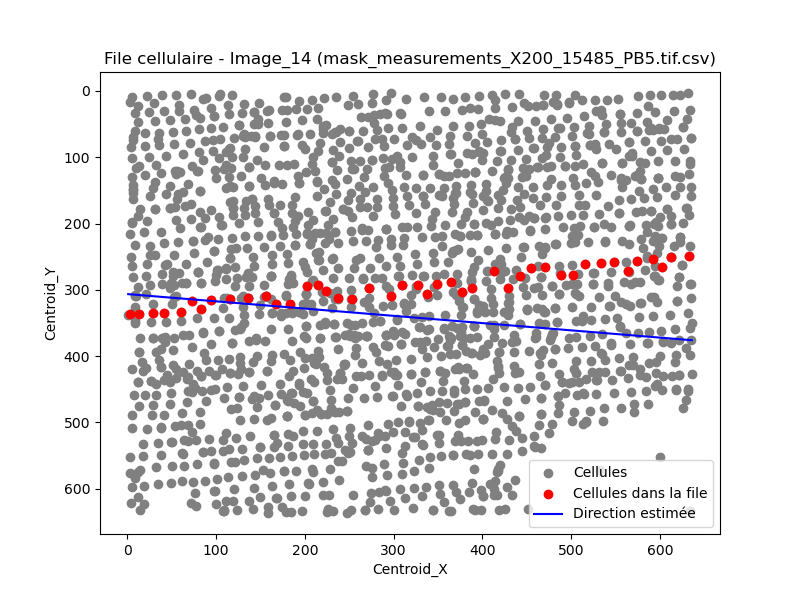 File cellulaire - Image_14 (mask_measurements_X200_15485_PB5.tif.csv)
Centroid_Y
0
100
200
300
400
500
600
0 100 200 300 400 500 600
Centroid_X
Cellules
Cellules dans la file
Direction estimée